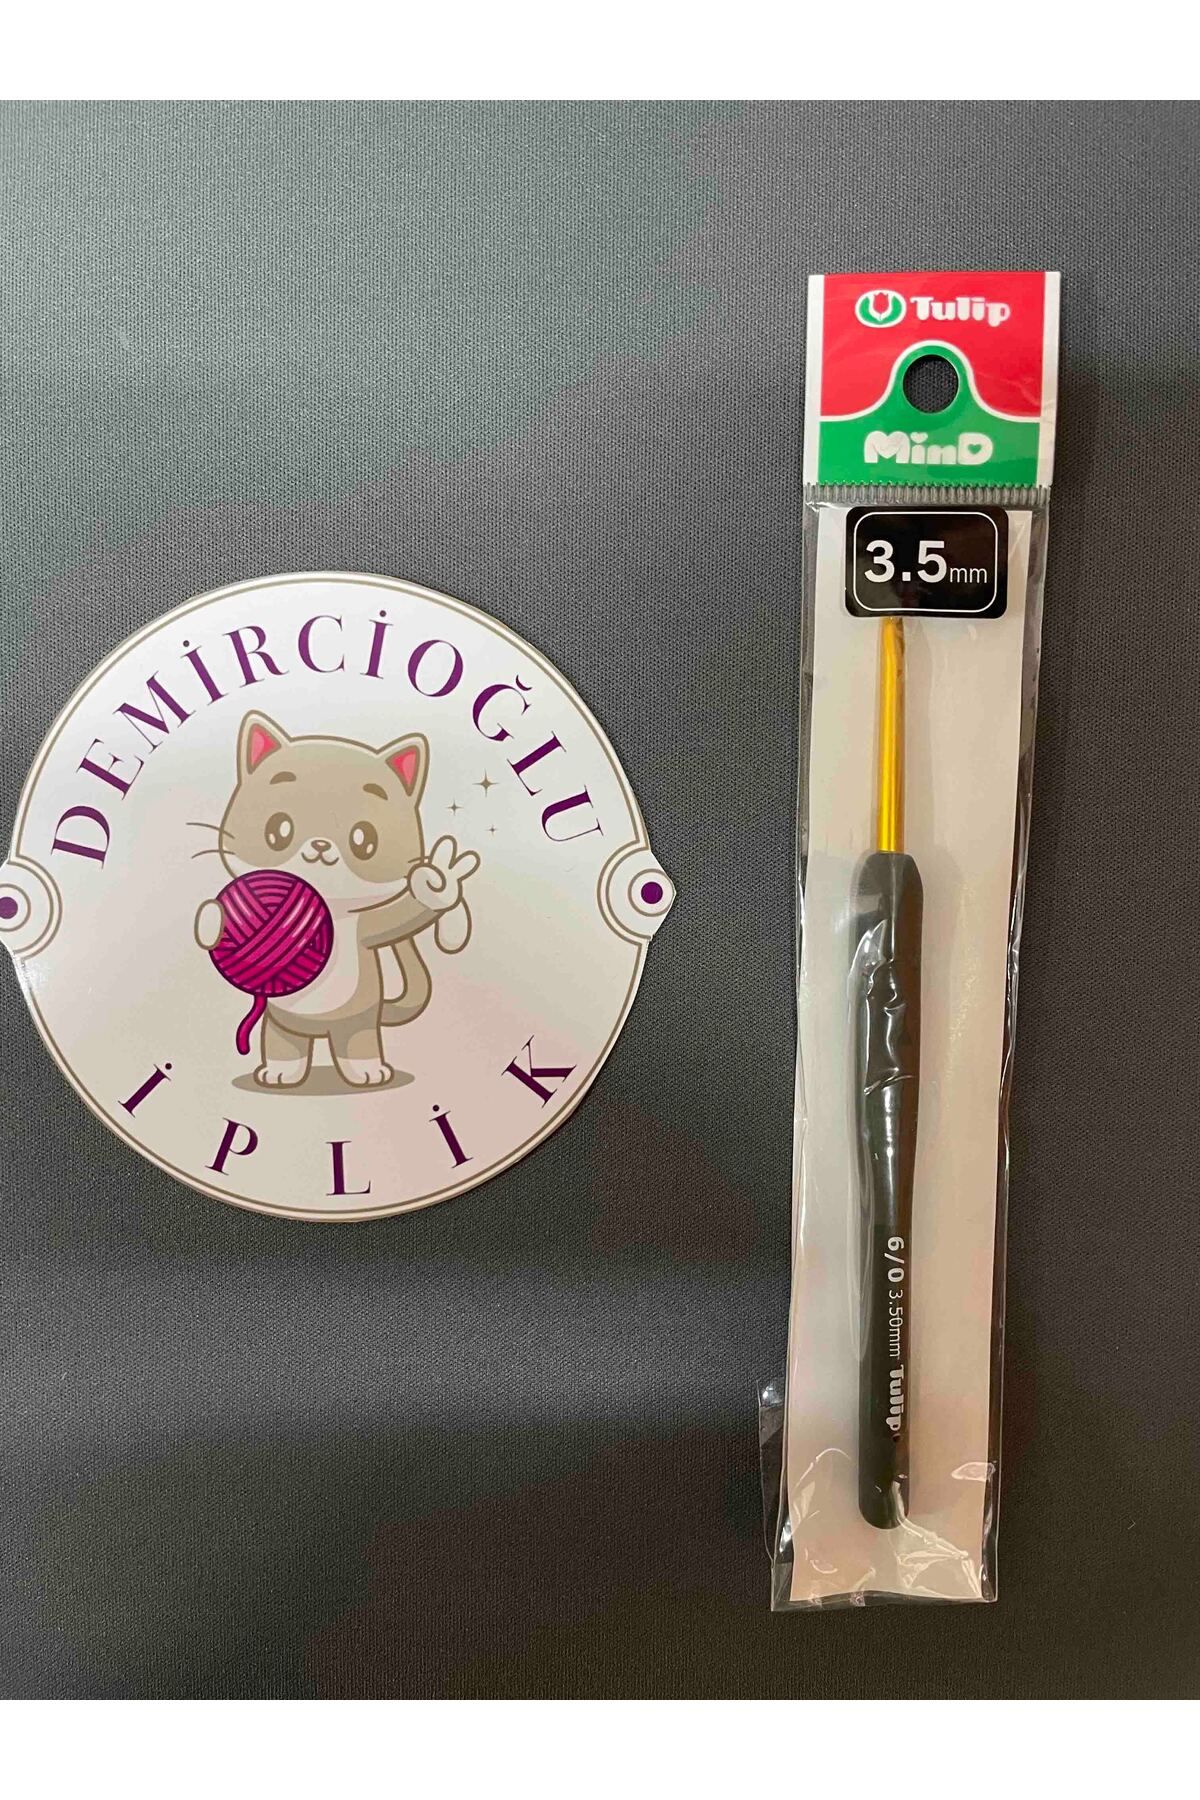 DEMİRCİOĞLU
İPLİK
Tulip
MinD
3.5mm
6/0 3.50mm Tulip